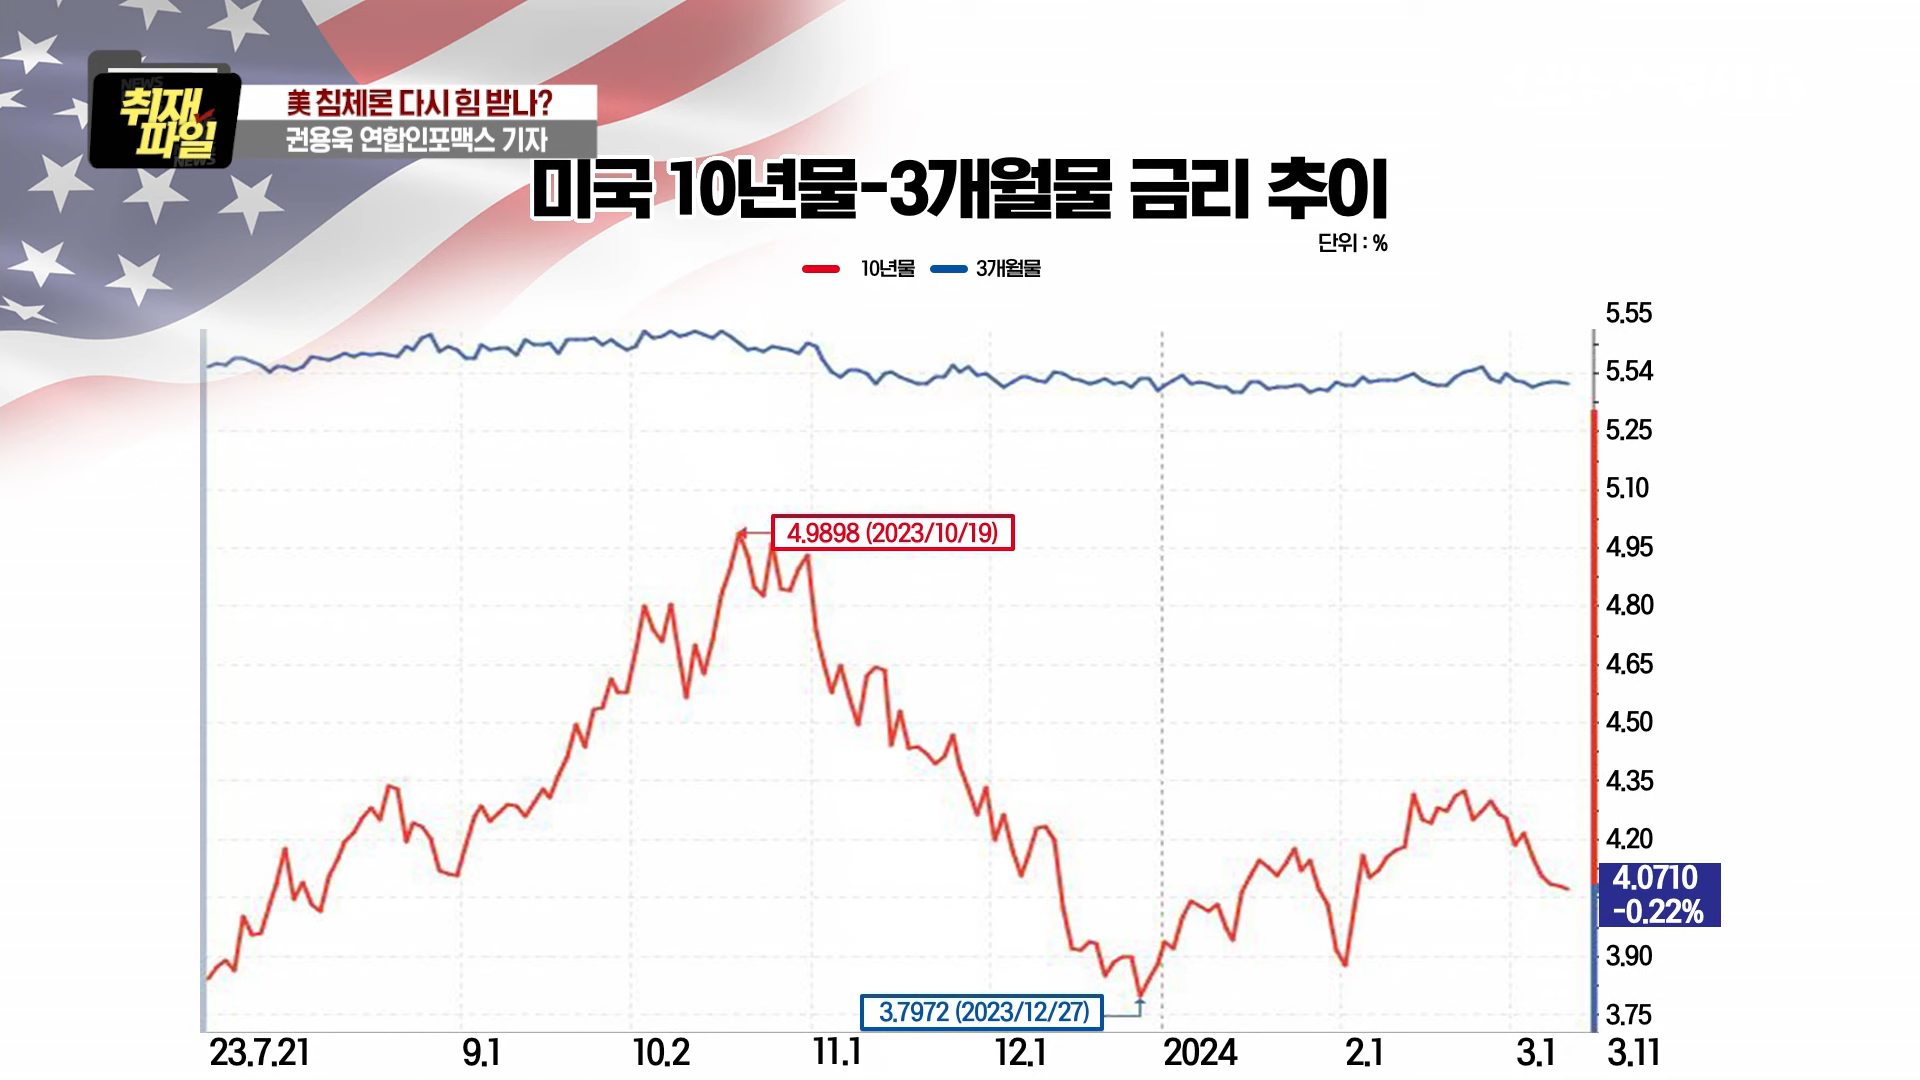 NEWS
취재
파일
NEWS
美 침체론 다시 힘 받나?
권용욱 연합인포맥스 기자
미국 10년물-3개월물 금리 추이
단위 : %
10년물 3개월물
5.55
5.54
5.25
5.10
4.95
4.80
4.65
4.50
4.35
4.20
4.0710
-0.22%
3.90
3.75
4.9898 (2023/10/19)
3.7972 (2023/12/27)
23.7.21 9.1 10.2 11.1 12.1 2024 2.1 3.1 3.11